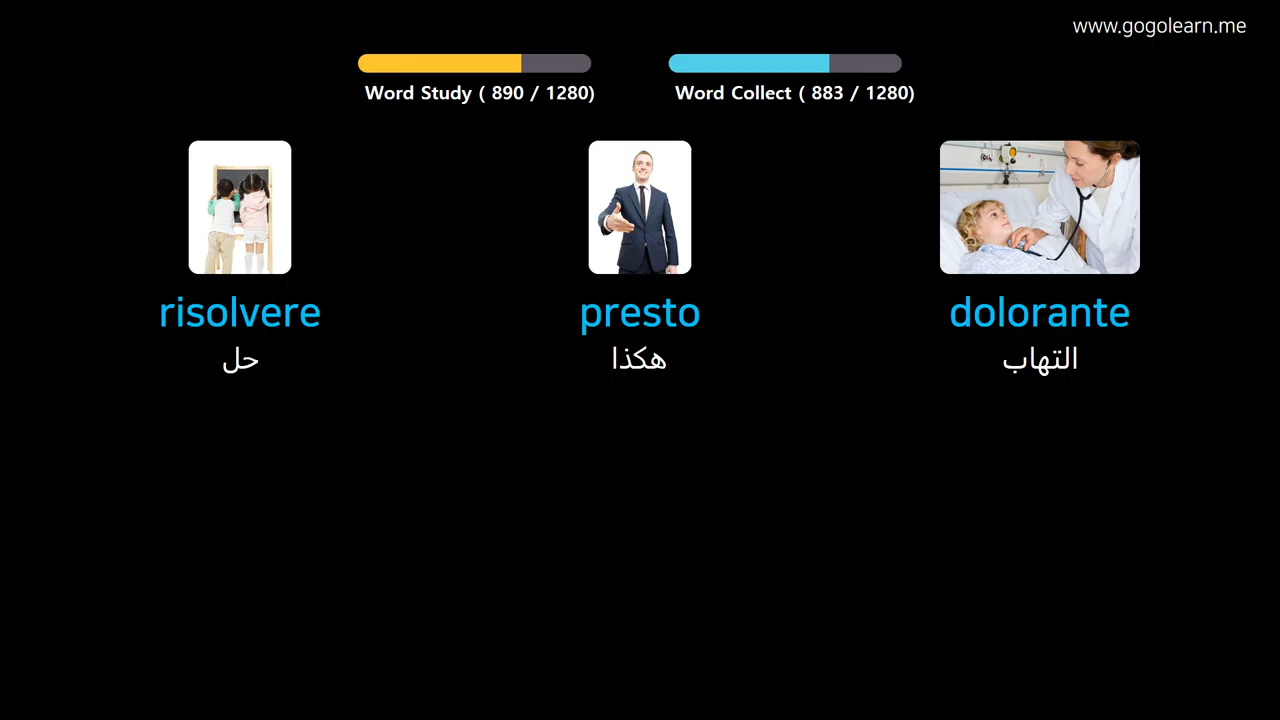 www.gogolearn.me
Word Study ( 890 / 1280)
Word Collect ( 883 / 1280)
risolvere
حل
presto
هكذا
dolorante
التهاب